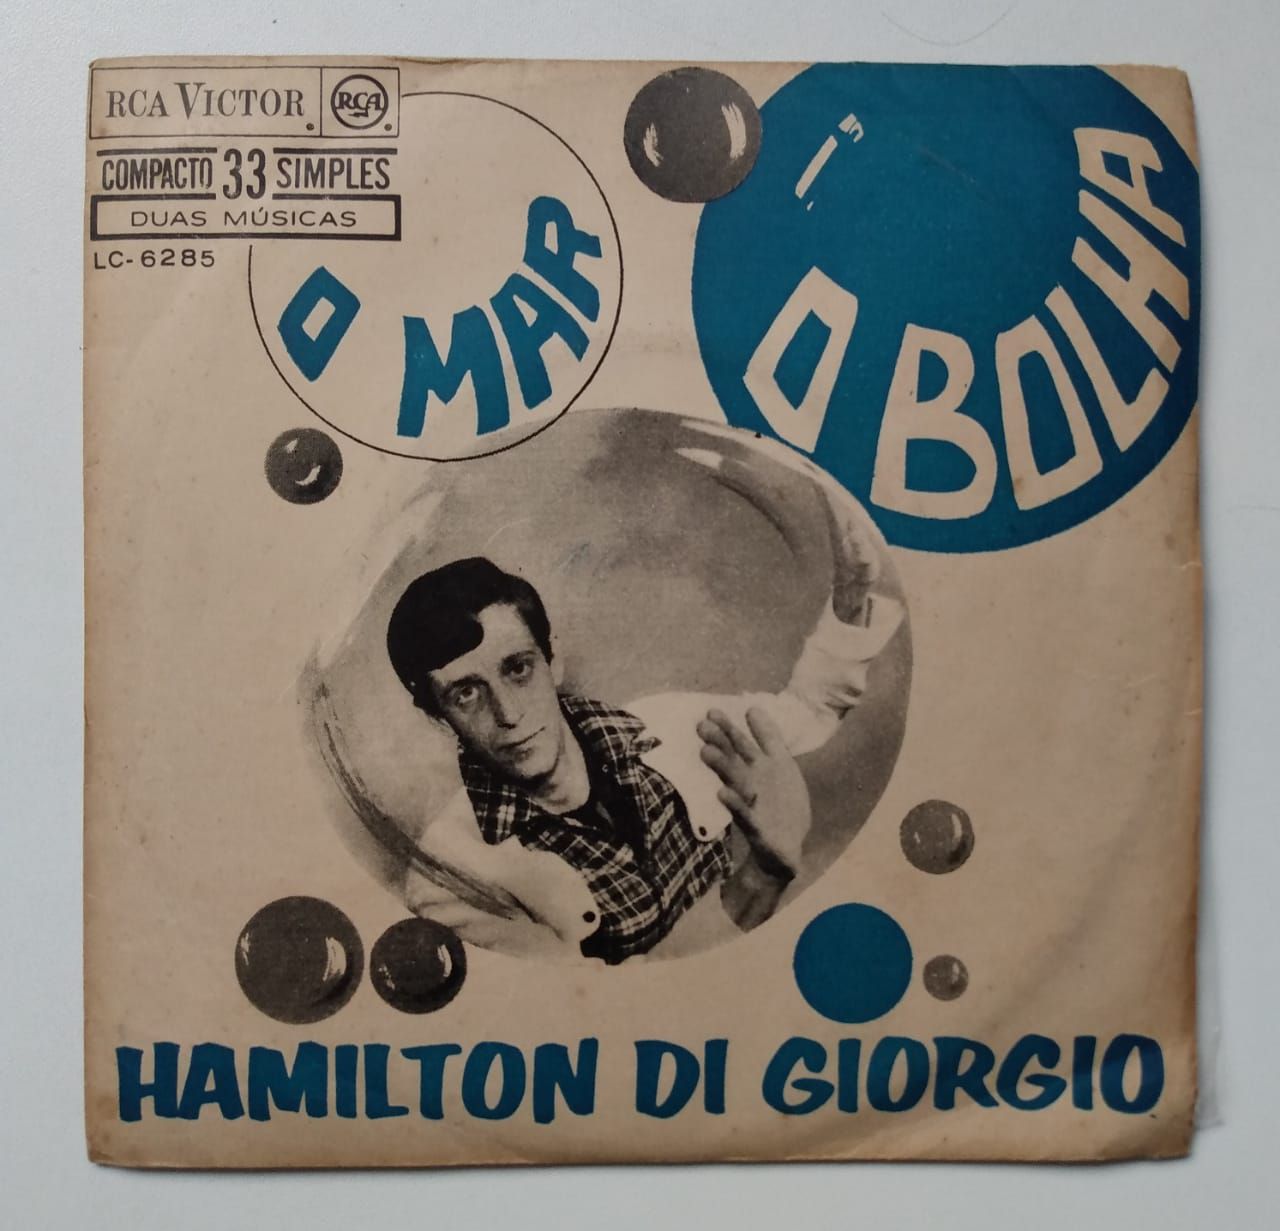 RCA VICTOR
RCA
COMPACTO 33 SIMPLES
DUAS MÚSICAS
LC-6285
O MAR
O BOLHA
HAMILTON DI GIORGIO